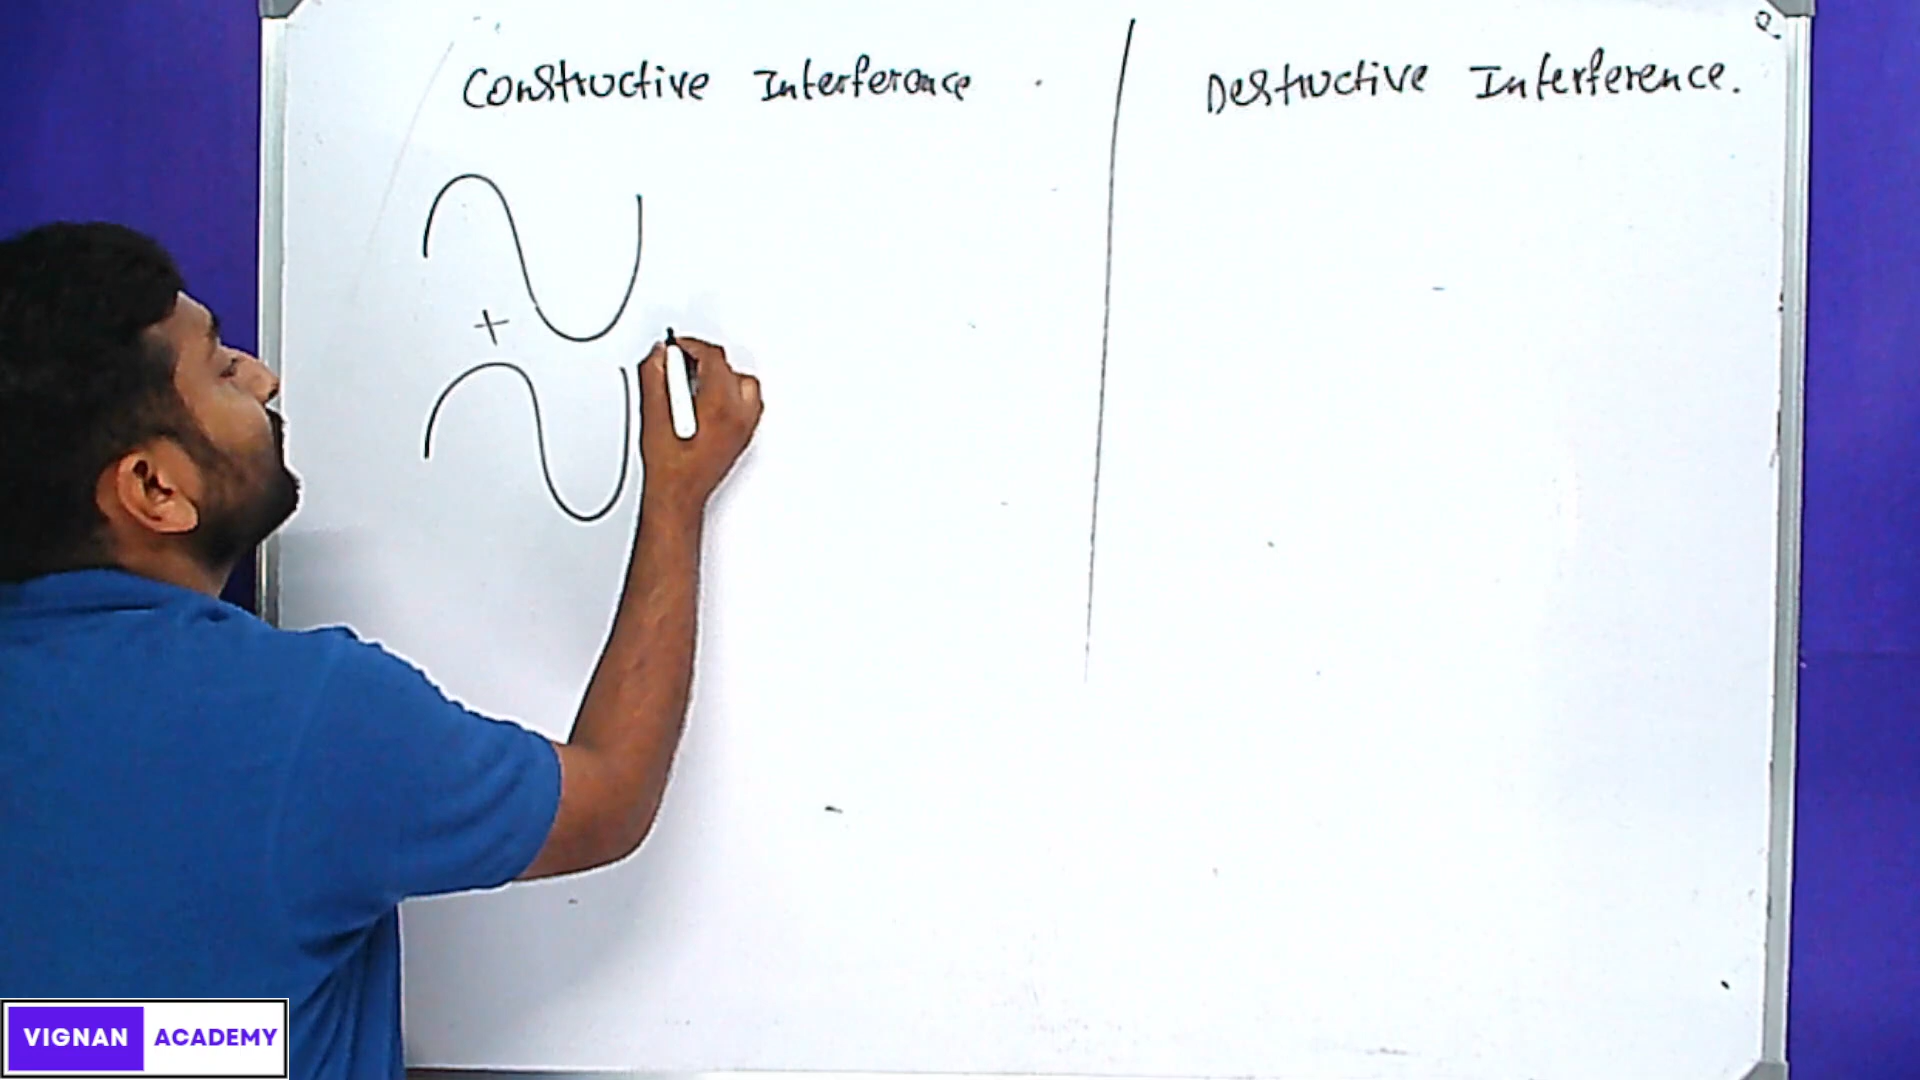 Constructive Interference
Destructive Interference.
+
VIGNAN ACADEMY